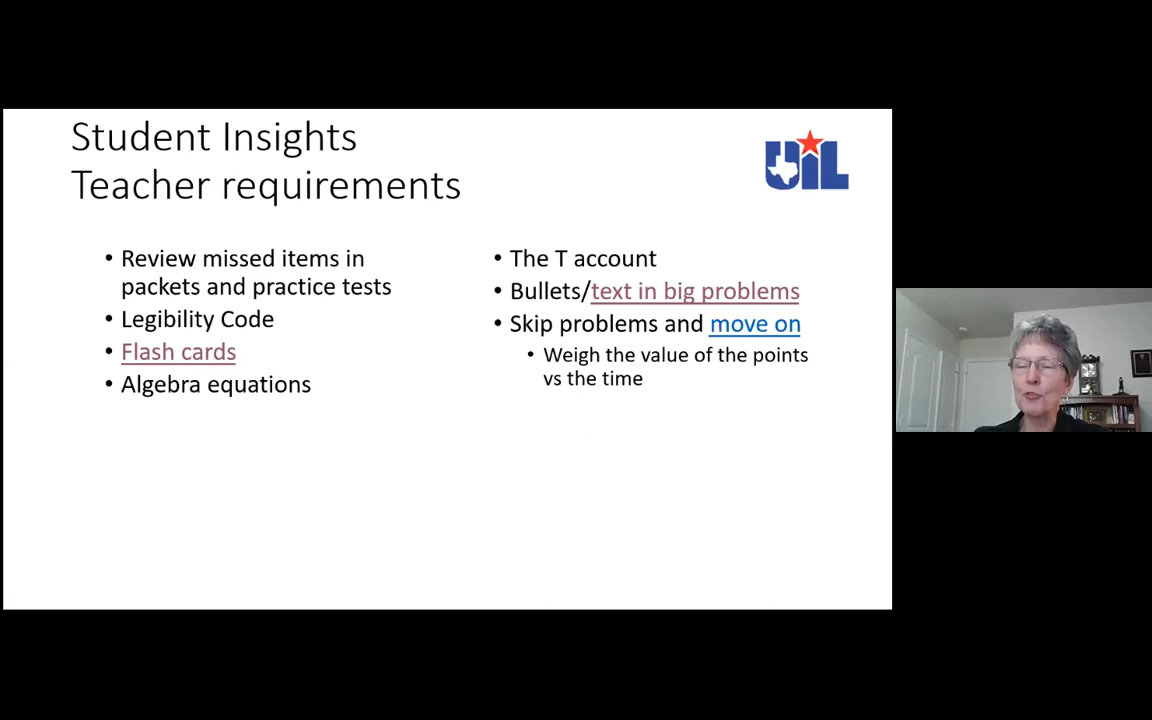 Student Insights
Teacher requirements
UIL
• Review missed items in
packets and practice tests
• Legibility Code
• Flash cards
• Algebra equations
• The T account
• Bullets/text in big problems
• Skip problems and move on
• Weigh the value of the points
vs the time